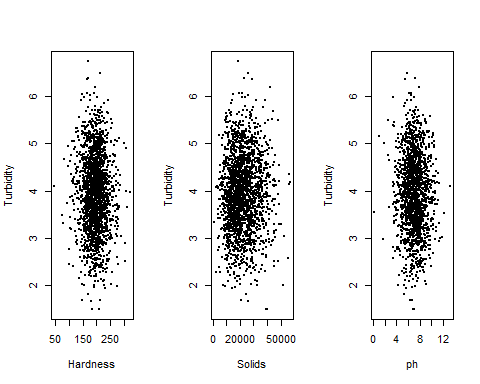 Turbidity
2 3 4 5 6
50 150 250
Hardness
Turbidity
2 3 4 5 6
0 20000 50000
Solids
Turbidity
2 3 4 5 6
0 4 8 12
ph